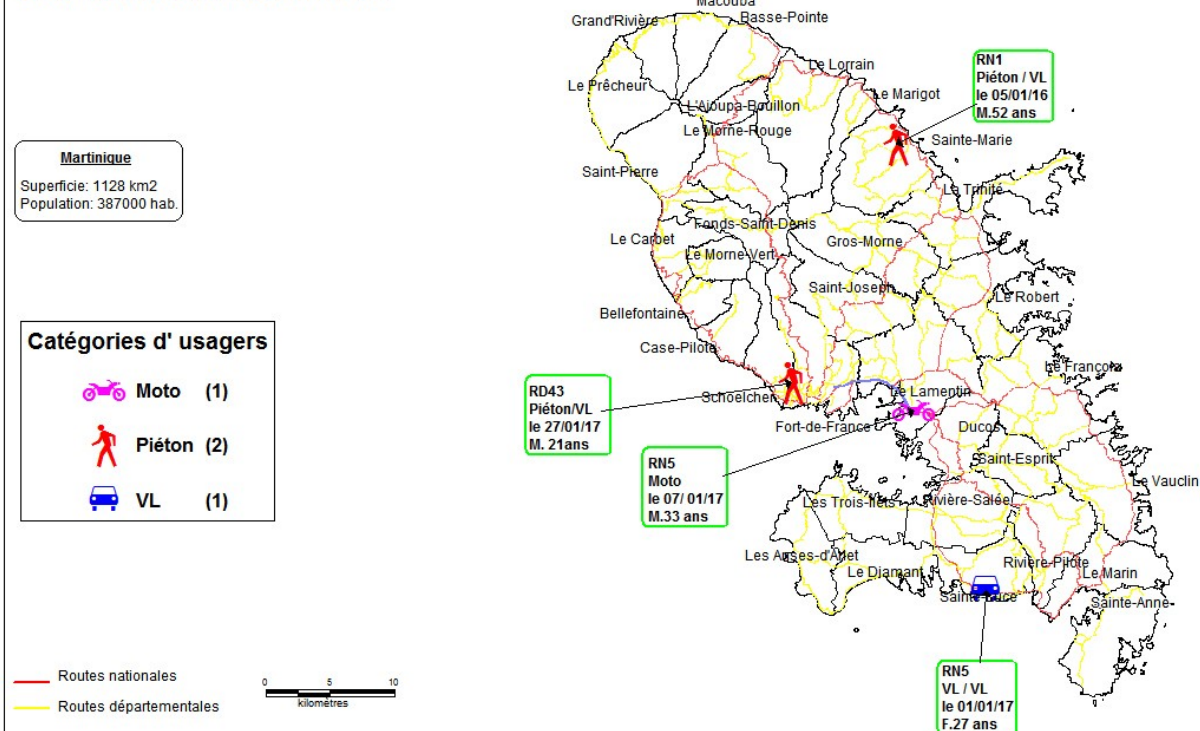 Macouba
Grand'Rivière
Basse-Pointe
Le Lorrain
Le Prêcheur
L'Ajoupa-Bouillon
Le Marigot
RN1
Piéton / VL
le 05/01/16
M.52 ans
Le Morne-Rouge
Sainte-Marie
Martinique
Superficie: 1128 km2
Population: 387000 hab.
Saint-Pierre
La Trinité
Fonds-Saint-Denis
Le Carbet
Gros-Morne
Le Morne-Vert
Saint-Joseph
Le Robert
Bellefontaine
Case-Pilote
Catégories d' usagers
Moto (1)
Piéton (2)
VL (1)
Le François
RD43
Piéton/VL
le 27/01/17
M. 21ans
Schoelcher
Le Lamentin
Fort-de-France
Ducos
RN5
Moto
le 07/ 01/17
M.33 ans
Saint-Esprit
Le Vauclin
Les Trois-Ilets
Rivière-Salée
Les Anses-d'Arlet
Le Diamant
Rivière-Pilote
Le Marin
Sainte-Luce
Sainte-Anne
RN5
VL / VL
le 01/01/17
F.27 ans
Routes nationales
Routes départementales
0 5 10
kilomètres